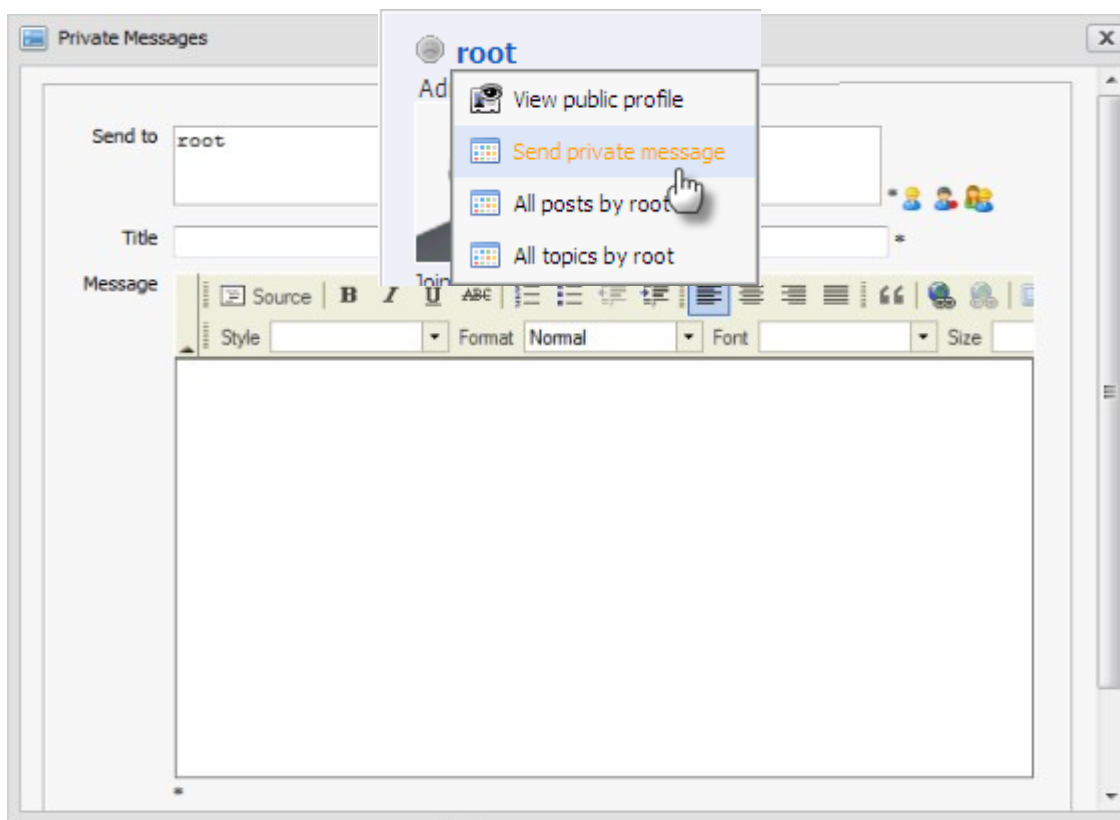 Private Messages
root
Ad
View public profile
Send private message
All posts by root
All topics by root
Join
Send to root
*
Title *
Message
Source B I U ABC
Style Format Normal Font Size
*